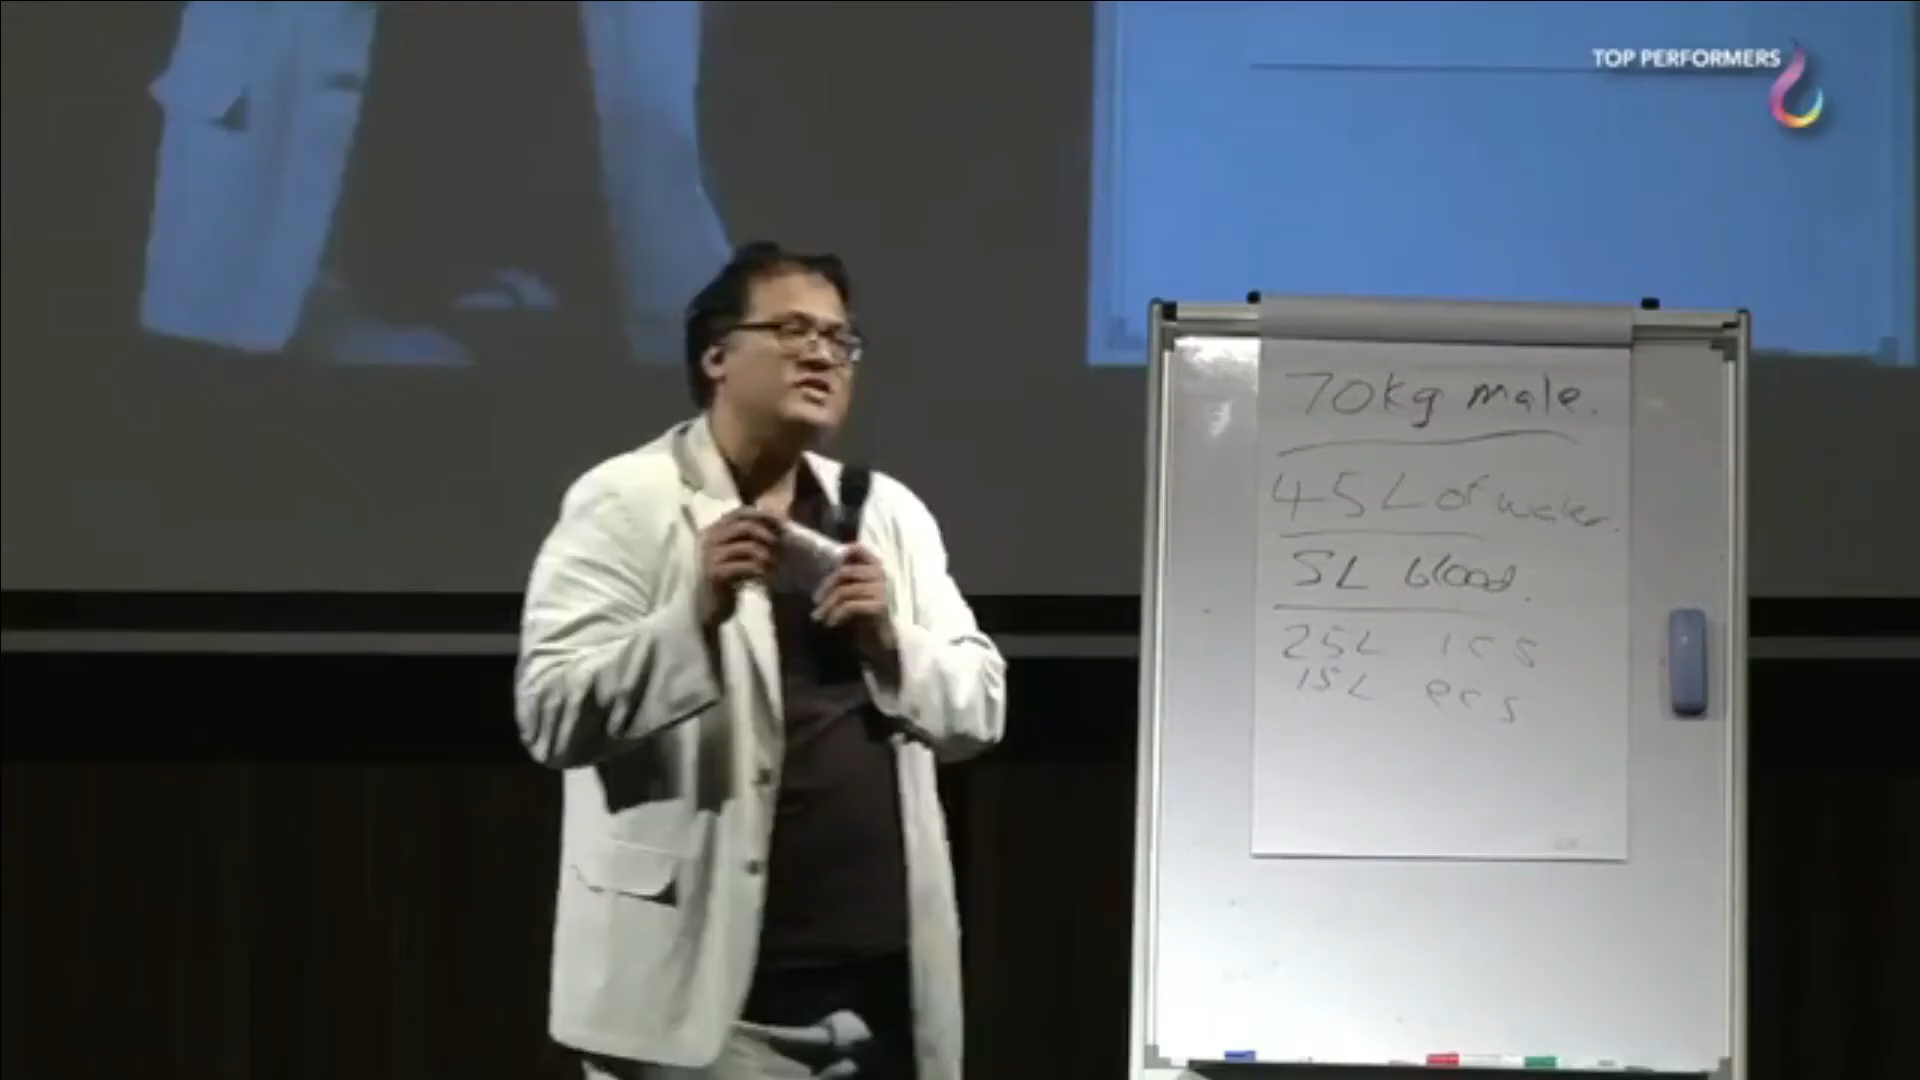 TOP PERFORMERS
70kg male.
45L of water.
5L blood.
25L ics
15L ecs